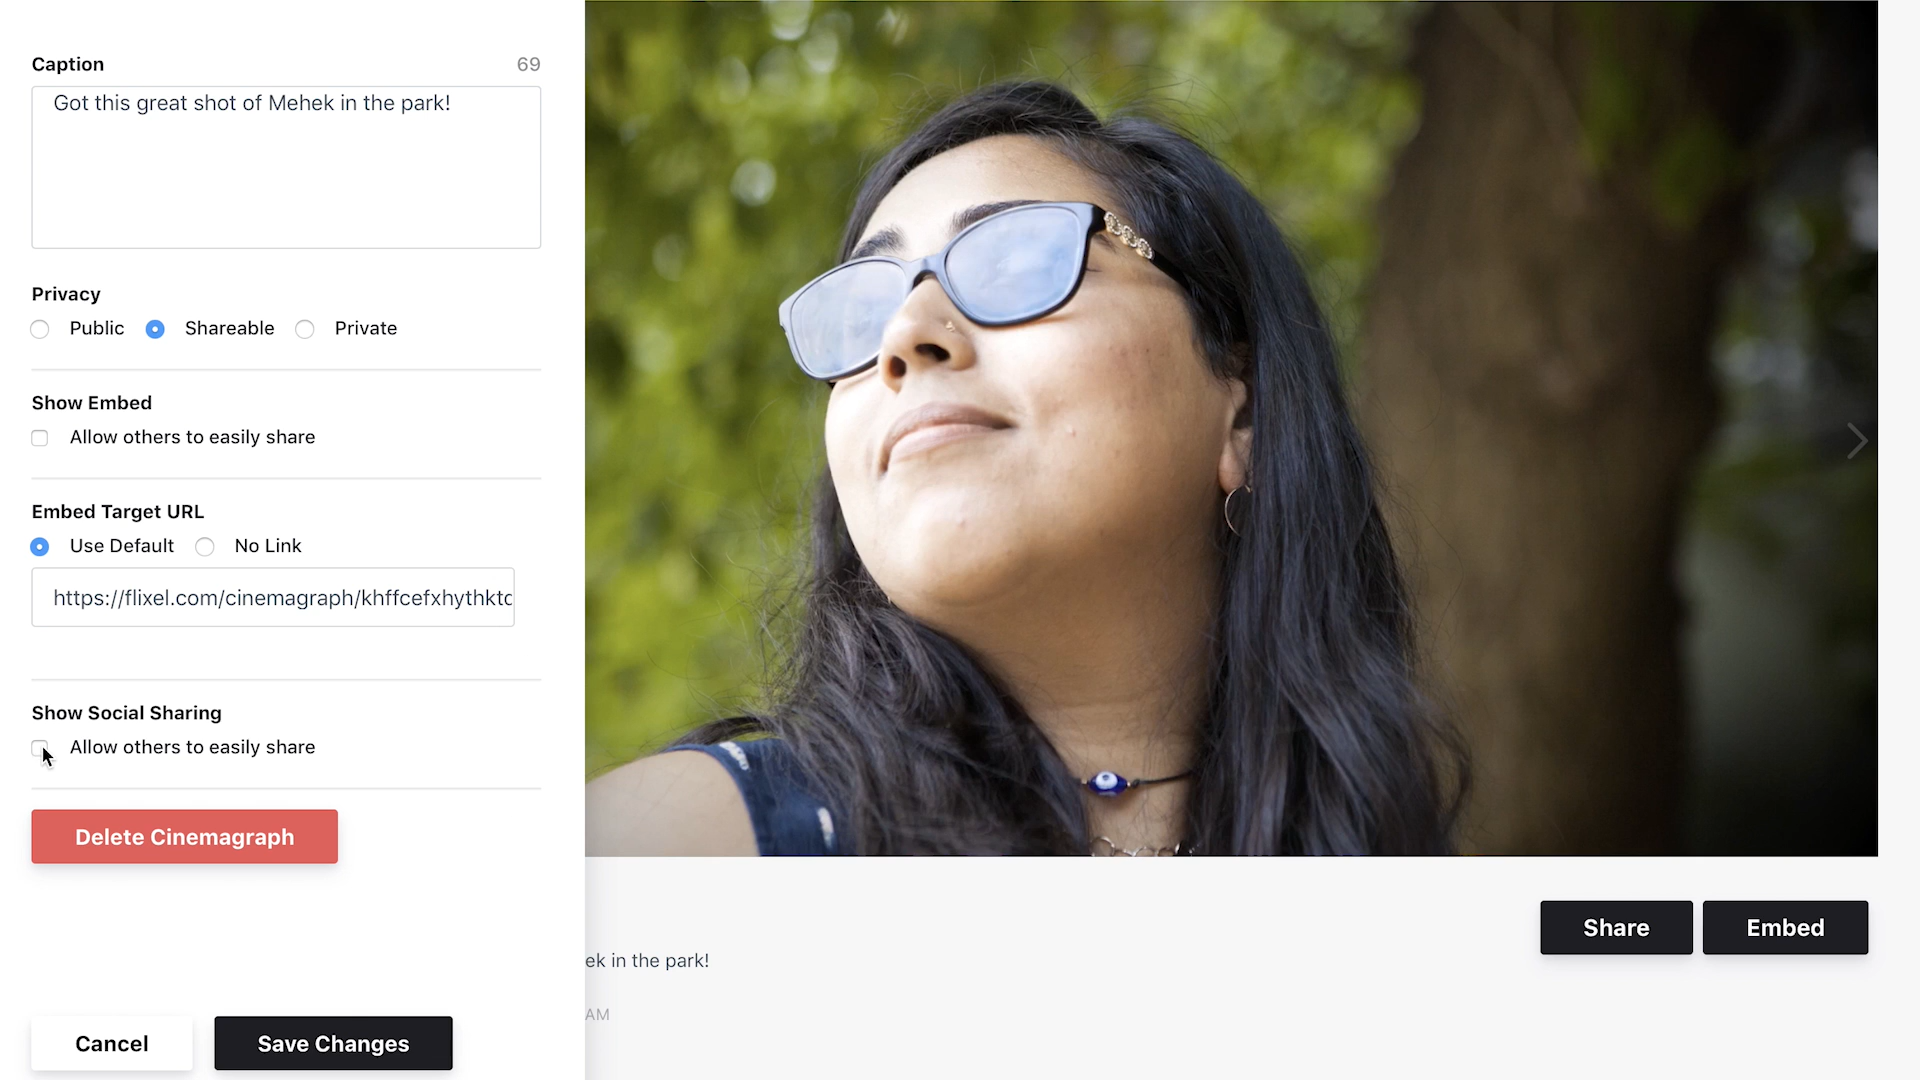 Caption 69
Got this great shot of Mehek in the park!
Privacy
Public Shareable Private
Show Embed
Allow others to easily share
Embed Target URL
Use Default No Link
https://flixel.com/cinemagraph/khffcefxhythktc
Show Social Sharing
Allow others to easily share
Delete Cinemagraph
Share Embed
ek in the park!
AM
Cancel Save Changes